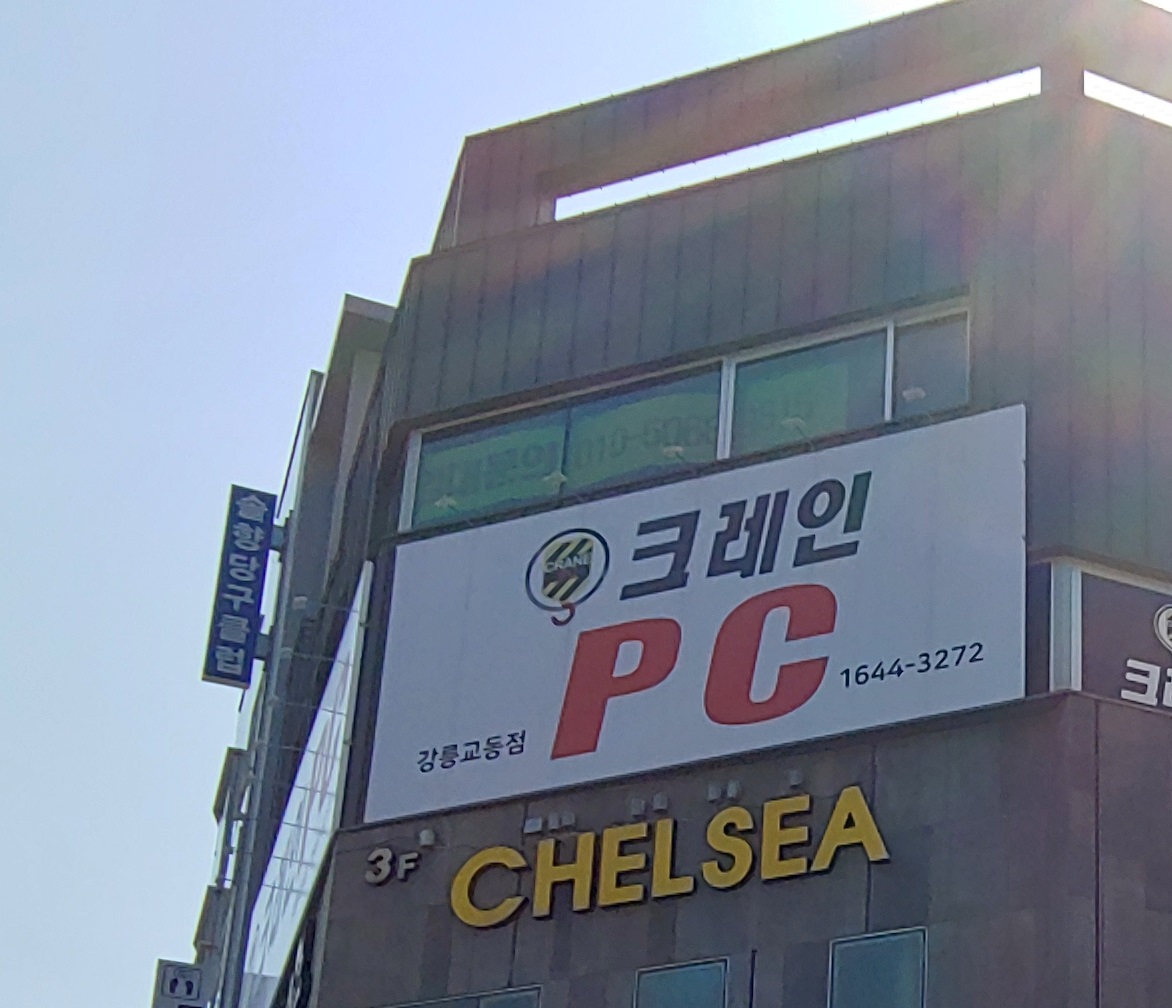 솔향당구클럽
CRANE
크레인
PC
1644-3272
강릉교동점
3F
CHELSEA